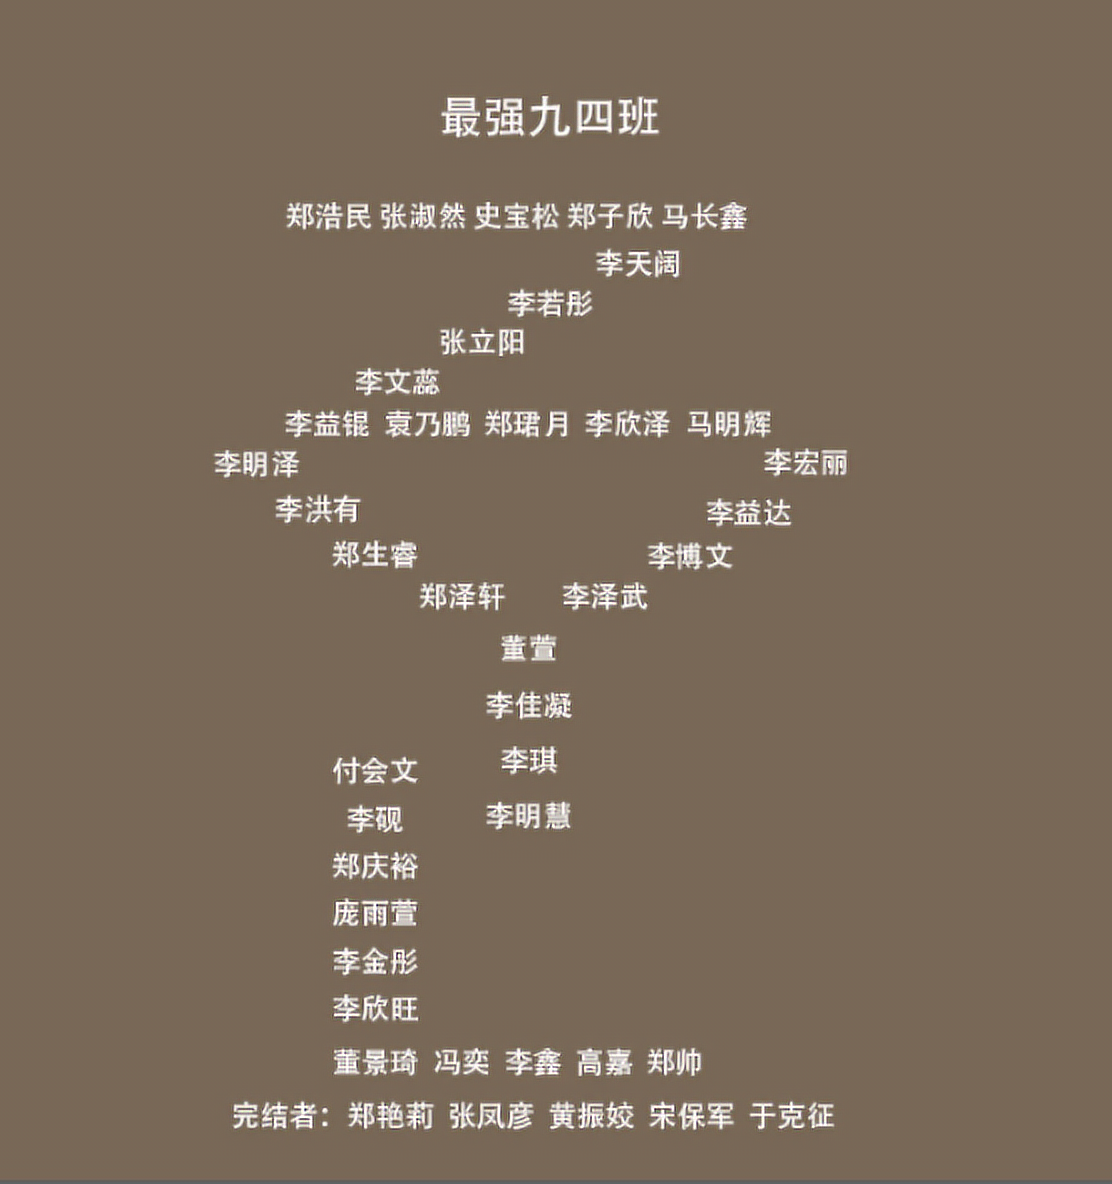 最强九四班
郑浩民 张淑然 史宝松 郑子欣 马长鑫
李天阔
李若彤
张立阳
李文蕊
李益锟 袁乃鹏 郑珺月 李欣泽 马明辉
李明泽 李宏丽
李洪有 李益达
郑生睿 李博文
郑泽轩 李泽武
董萱
李佳凝
李琪
付会文
李砚 李明慧
郑庆裕
庞雨萱
李金彤
李欣旺
董景琦 冯奕 李鑫 高嘉 郑帅
完结者：郑艳莉 张凤彦 黄振姣 宋保军 于克征